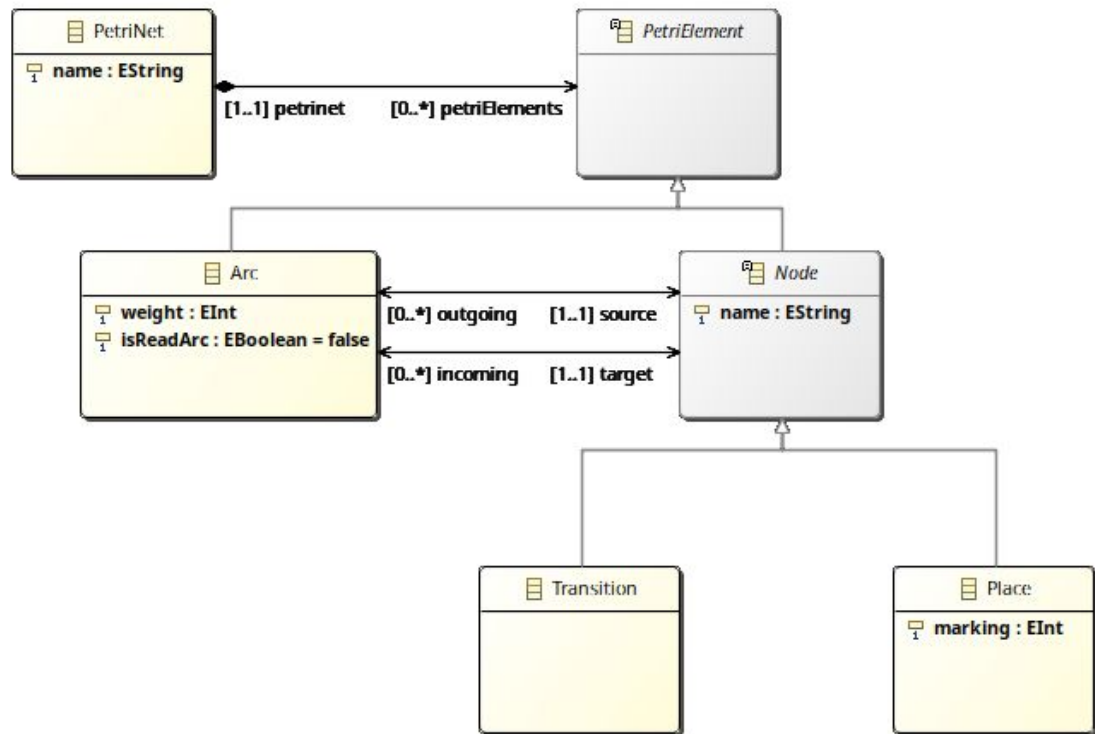 PetriNet
PetriElement
name : EString
[1..1] petrinet
[0..*] petriElements
Arc
Node
weight : EInt
isReadArc : EBoolean = false
name : EString
[0..*] outgoing
[1..1] source
[0..*] incoming
[1..1] target
Transition
Place
marking : EInt